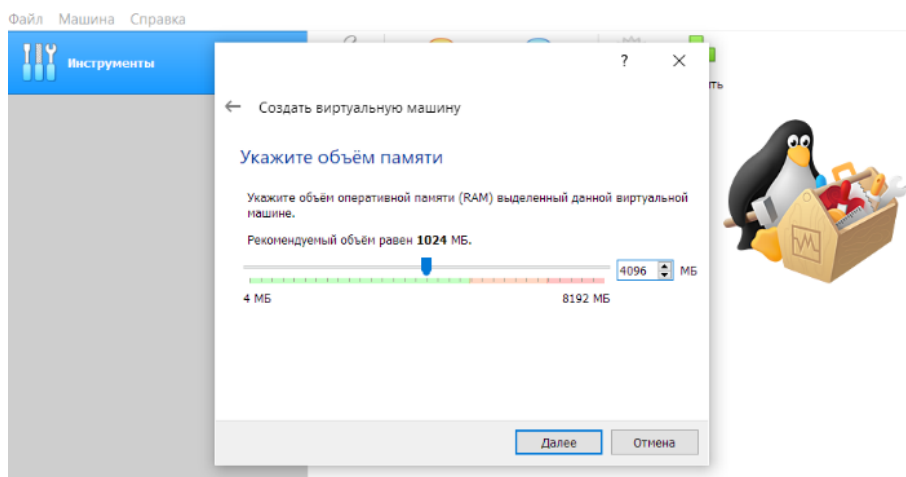 Файл Машина Справка
Инструменты
?
ть
Создать виртуальную машину
Укажите объём памяти
Укажите объём оперативной памяти (RAM) выделенный данной виртуальной
машине.
Рекомендуемый объём равен 1024 МБ.
4096 МБ
4 МБ 8192 МБ
Далее Отмена